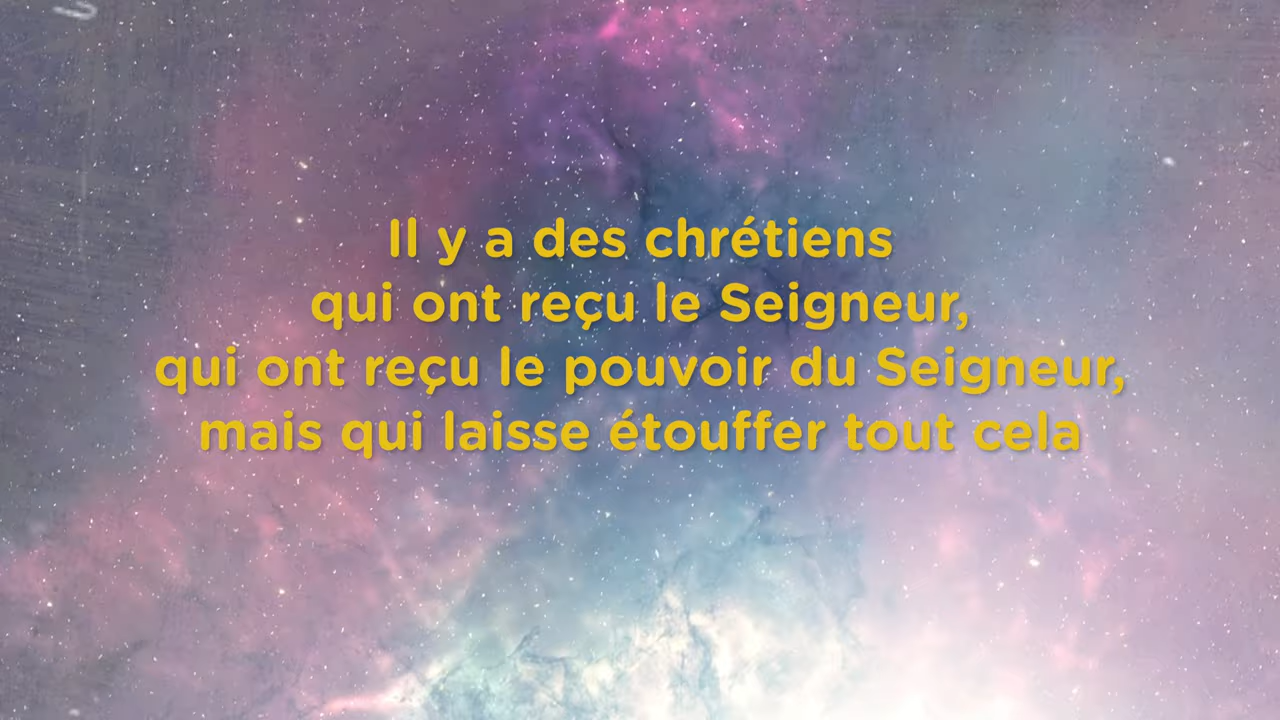 Il y a des chrétiens
qui ont reçu le Seigneur,
qui ont reçu le pouvoir du Seigneur,
mais qui laisse étouffer tout cela